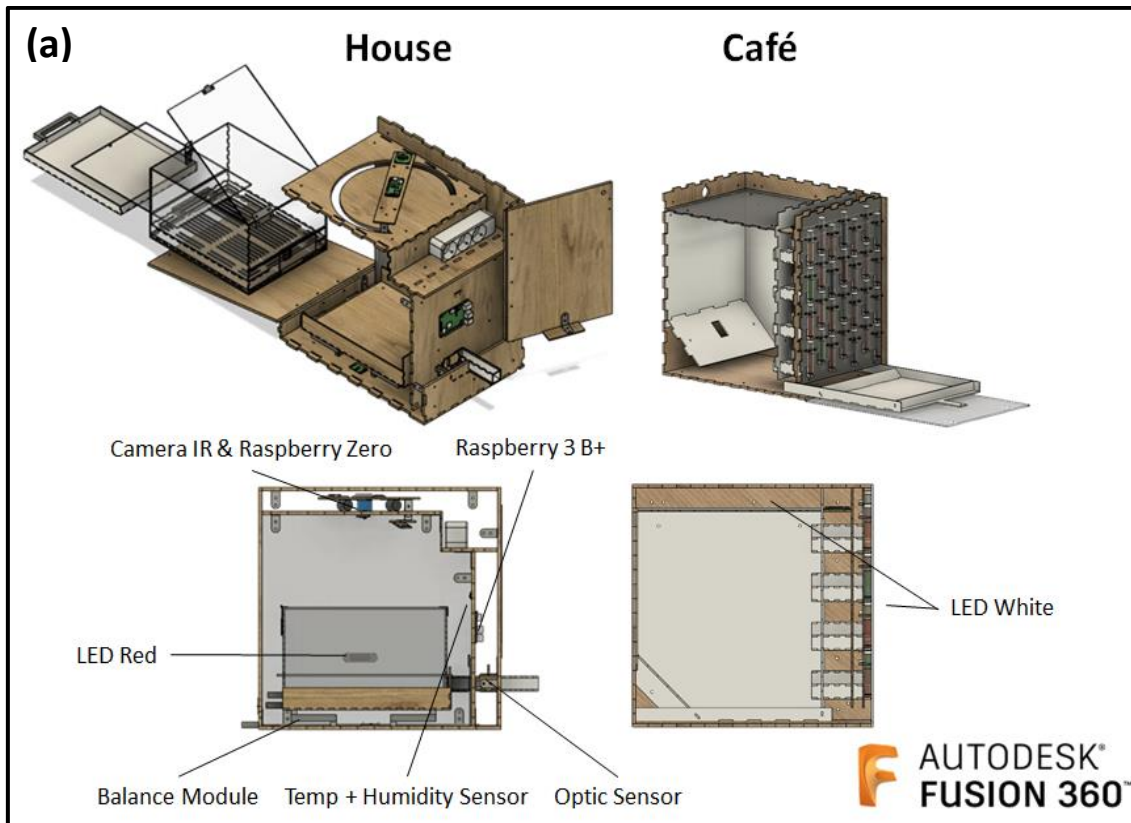 (a)
House
Café
Camera IR & Raspberry Zero
Raspberry 3 B+
LED Red
LED White
Balance Module
Temp + Humidity Sensor
Optic Sensor
AUTODESK®
FUSION 360™